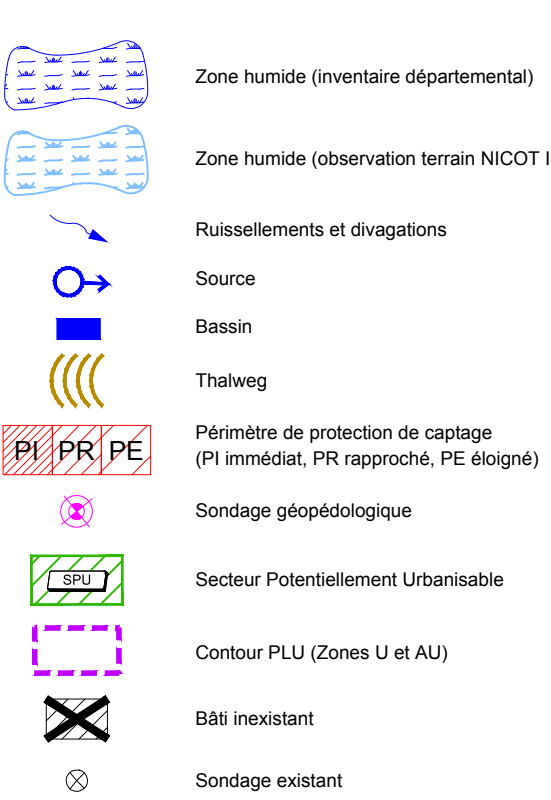 Zone humide (inventaire départemental)
Zone humide (observation terrain NICOT I
Ruissellements et divagations
Source
Bassin
Thalweg
PI PR PE
Périmètre de protection de captage
(PI immédiat, PR rapproché, PE éloigné)
Sondage géopédologique
SPU
Secteur Potentiellement Urbanisable
Contour PLU (Zones U et AU)
Bâti inexistant
Sondage existant